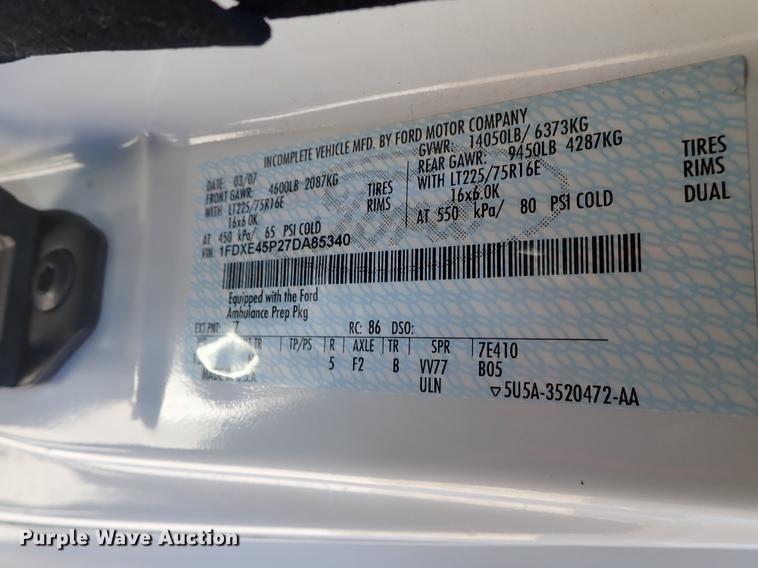 INCOMPLETE VEHICLE MFD. BY FORD MOTOR COMPANY
DATE: 03/07 GVWR: 14050LB/ 6373KG
FRONT GAWR: 4600LB 2087KG REAR GAWR: 9450LB 4287KG
WITH LT225/75R16E TIRES WITH LT225/75R16E TIRES
16x6.0K RIMS 16x6.0K RIMS
AT 450 kPa/ 65 PSI COLD AT 550 kPa/ 80 PSI COLD DUAL
VIN: 1FDXE45P27DA85340
Equipped with the Ford
Ambulance Prep Pkg
EXT PNT: RC: 86 DSO:
TR TP/PS R AXLE TR SPR 7E410
5 F2 B VV77 B05
ULN 5U5A-3520472-AA
Purple Wave Auction